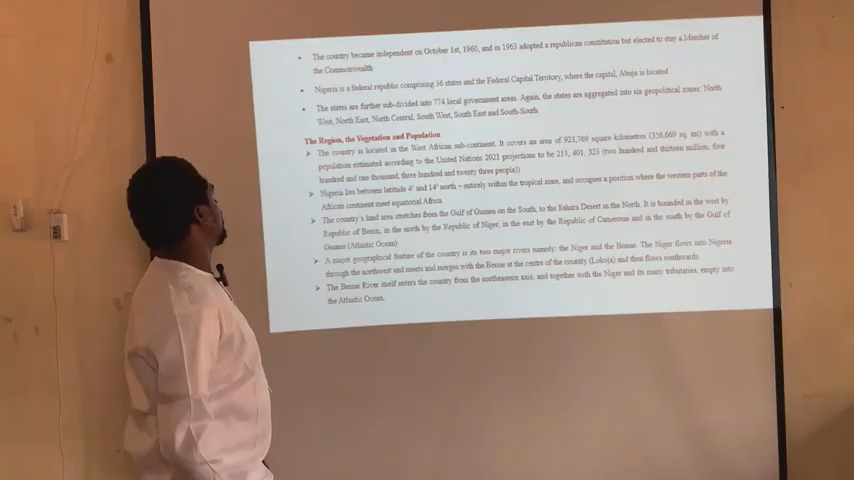 • The country became independent on October 1st, 1960, and in 1963 adopted a republican constitution but elected to stay a Member of
the Commonwealth
• Nigeria is a federal republic comprising 36 states and the Federal Capital Territory, where the capital, Abuja is located
• The states are further sub-divided into 774 local government areas. Again, the states are aggregated into six geopolitical zones: North
West, North East, North Central, South West, South East and South-South
The Region, the Vegetation and Population
➢ The country is located in the West African sub-continent. It covers an area of 923,769 square kilometres (356,669 sq. mi) with a
population estimated according to the United Nations 2021 projections to be 213, 401, 323 (two hundred and thirteen million, four
hundred and one thousand, three hundred and twenty three people))
➢ Nigeria lies between latitude 4° and 14° north – entirely within the tropical zone, and occupies a position where the western parts of the
African continent meet equatorial Africa
➢ The country's land area stretches from the Gulf of Guinea on the South, to the Sahara Desert in the North. It is bounded in the west by
Republic of Benin, in the north by the Republic of Niger, in the east by the Republic of Cameroun and in the south by the Gulf of
Guinea (Atlantic Ocean)
➢ A major geographical feature of the country is its two major rivers namely: the Niger and the Benue. The Niger flows into Nigeria
through the northwest and meets and merges with the Benue at the centre of the country (Lokoja) and then flows southwards
➢ The Benue River itself enters the country from the northeastern axis, and together with the Niger and its many tributaries, empty into
the Atlantic Ocean.